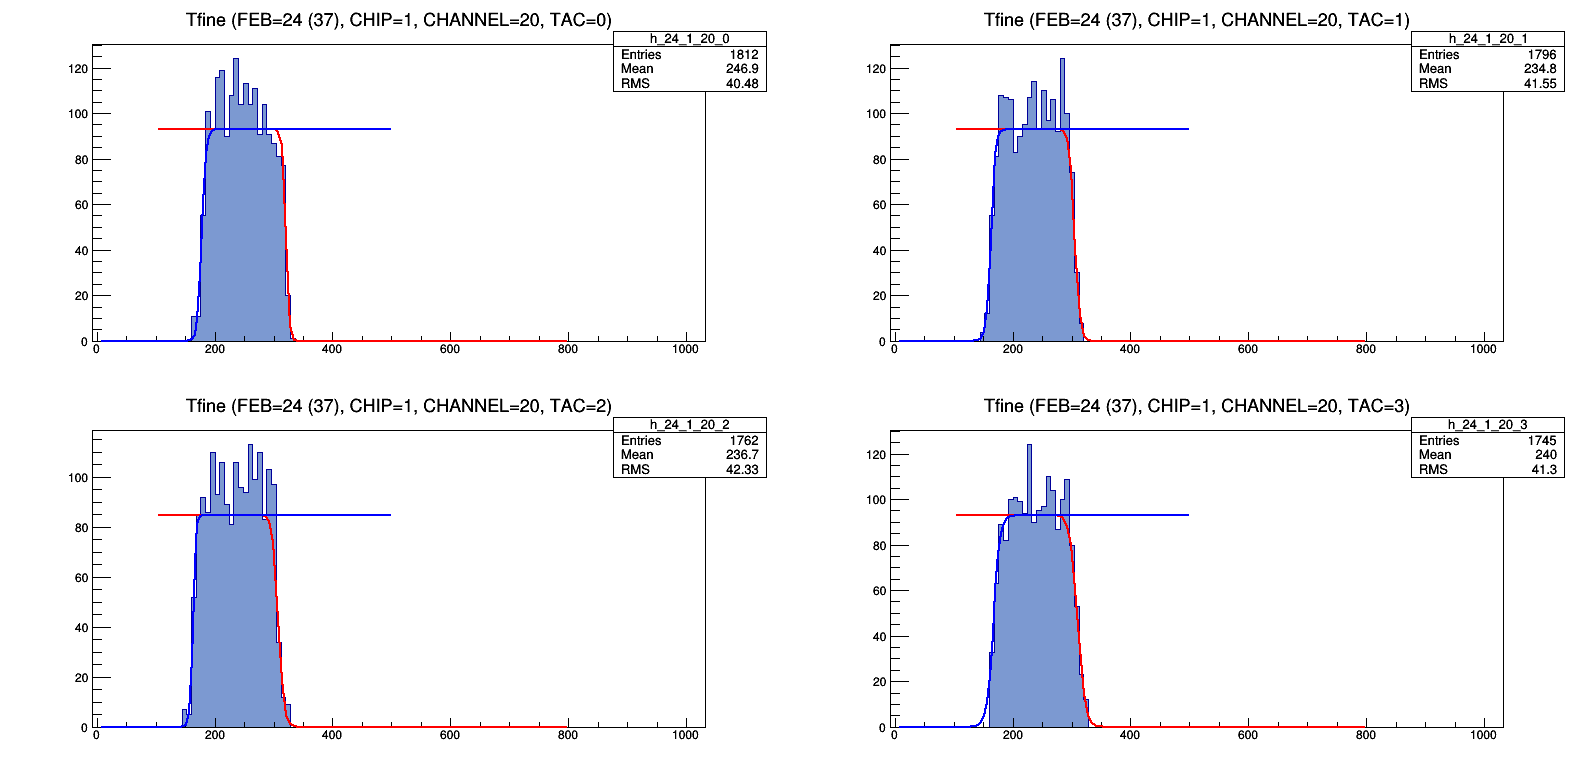 Tfine (FEB=24 (37), CHIP=1, CHANNEL=20, TAC=0)
h_24_1_20_0
Entries 1812
Mean 246.9
RMS 40.48
120
100
80
60
40
20
0
0 200 400 600 800 1000
Tfine (FEB=24 (37), CHIP=1, CHANNEL=20, TAC=1)
h_24_1_20_1
Entries 1796
Mean 234.8
RMS 41.55
120
100
80
60
40
20
0
0 200 400 600 800 1000
Tfine (FEB=24 (37), CHIP=1, CHANNEL=20, TAC=2)
h_24_1_20_2
Entries 1762
Mean 236.7
RMS 42.33
100
80
60
40
20
0
0 200 400 600 800 1000
Tfine (FEB=24 (37), CHIP=1, CHANNEL=20, TAC=3)
h_24_1_20_3
Entries 1745
Mean 240
RMS 41.3
120
100
80
60
40
20
0
0 200 400 600 800 1000